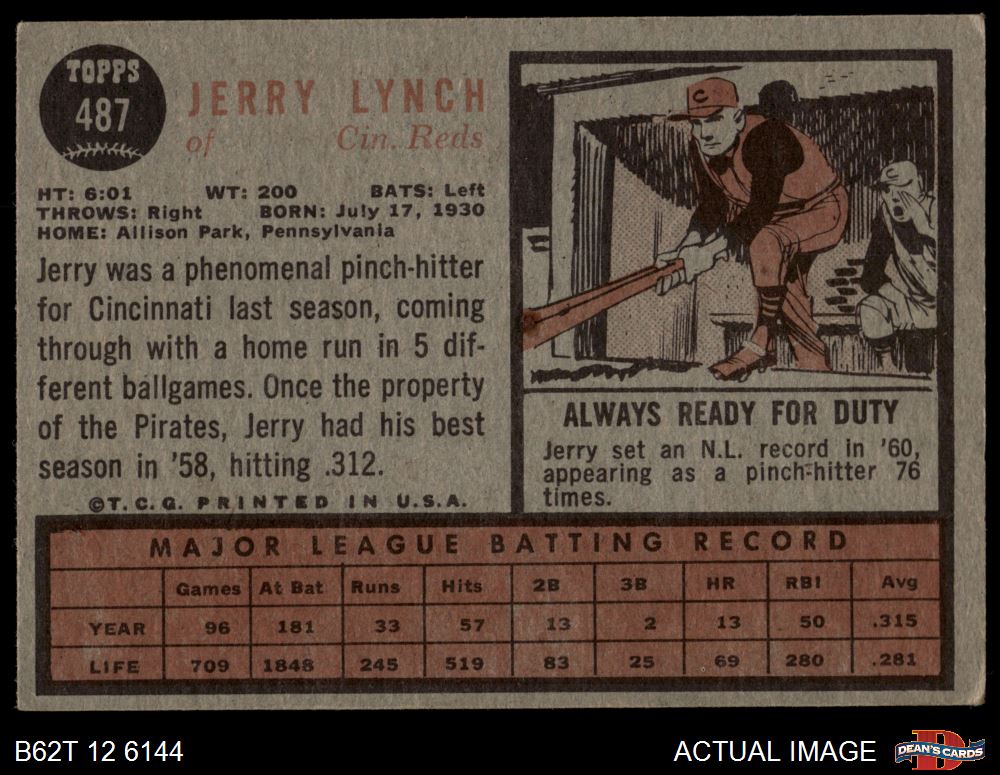 TOPPS
487
JERRY LYNCH
of Cin. Reds
HT: 6:01 WT: 200 BATS: Left
THROWS: Right BORN: July 17, 1930
HOME: Allison Park, Pennsylvania
Jerry was a phenomenal pinch-hitter
for Cincinnati last season, coming
through with a home run in 5 dif-
ferent ballgames. Once the property
of the Pirates, Jerry had his best
season in '58, hitting .312.
©T.C.G. PRINTED IN U.S.A.
C
ALWAYS READY FOR DUTY
Jerry set an N.L. record in '60,
appearing as a pinch-hitter 76
times.
MAJOR LEAGUE BATTING RECORD
Games At Bat Runs Hits 2B 3B HR RBI Avg
YEAR 96 181 33 57 13 2 13 50 .315
LIFE 709 1848 245 519 83 25 69 280 .281
B62T 12 6144
ACTUAL IMAGE
D
DEAN'S CARDS